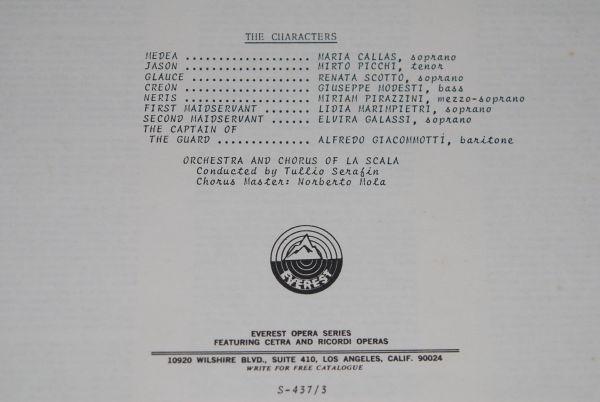 THE CHARACTERS
MEDEA ................... MARIA CALLAS, soprano
JASON ................... MIRTO PICCHI, tenor
GLAUCE .................. RENATA SCOTTO, soprano
CREON ................... GIUSEPPE MODESTI, bass
NERIS ................... MIRIAM PIRAZZINI, mezzo-soprano
FIRST MAIDSERVANT ....... LIDIA MARIMPIETRI, soprano
SECOND MAIDSERVANT ...... ELVIRA GALASSI, soprano
THE CAPTAIN OF
THE GUARD .............. ALFREDO GIACOMMOTTI, baritone
ORCHESTRA AND CHORUS OF LA SCALA
Conducted by Tullio Serafin
Chorus Master: Norberto Mola
EVEREST
EVEREST OPERA SERIES
FEATURING CETRA AND RICORDI OPERAS
10920 WILSHIRE BLVD., SUITE 410, LOS ANGELES, CALIF. 90024
WRITE FOR FREE CATALOGUE
S-437/3